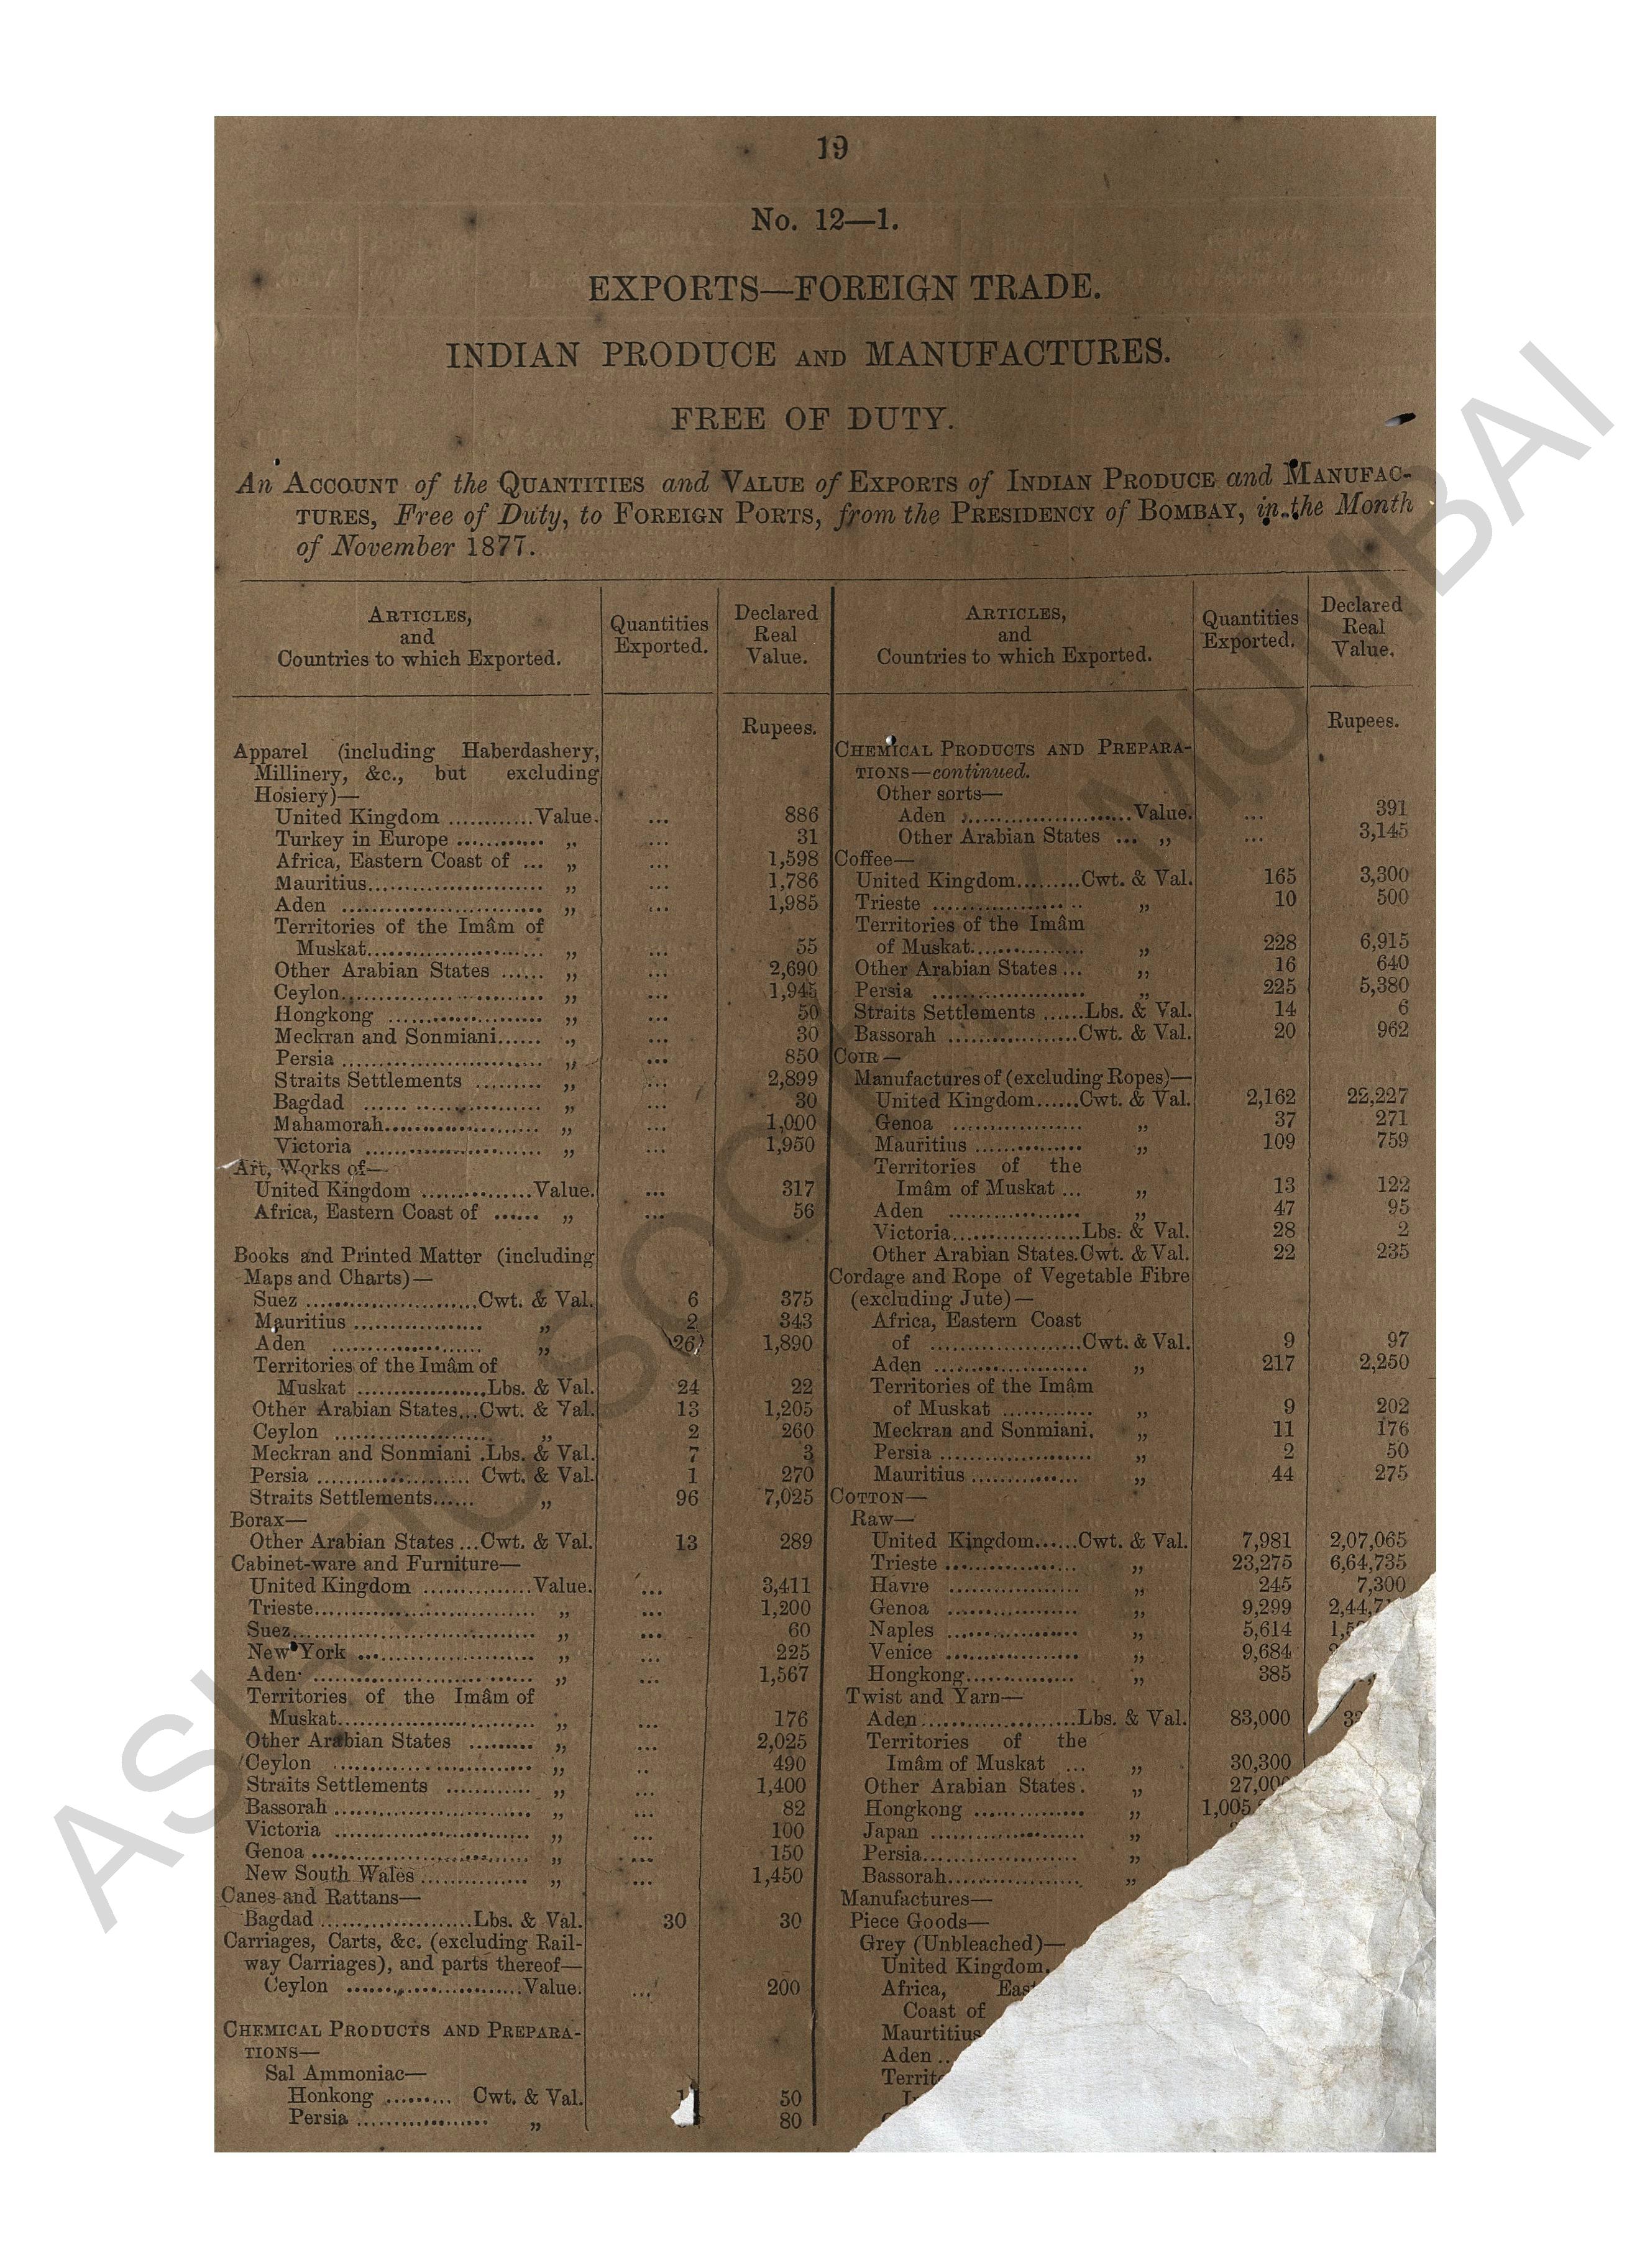 19
No. 12—1.
EXPORTS—FOREIGN TRADE.
INDIAN PRODUCE AND MANUFACTURES.
FREE OF DUTY.
An ACCOUNT of the QUANTITIES and VALUE of EXPORTS of INDIAN PRODUCE and MANUFAC-
TURES, Free of Duty, to FOREIGN PORTS, from the PRESIDENCY of BOMBAY, in the Month
of November 1877.
ARTICLES,
and
Countries to which Exported.
Quantities
Exported.
Declared
Real
Value.
Rupees.
Apparel (including Haberdashery,
Millinery, &c., but excluding
Hosiery)—
United Kingdom ............Value. ... 886
Turkey in Europe ............ „ ... 31
Africa, Eastern Coast of ... „ ... 1,598
Mauritius......................... „ ... 1,786
Aden ............................. „ ... 1,985
Territories of the Imâm of
Muskat......................... „ ... 55
Other Arabian States ...... „ ... 2,690
Ceylon............................. „ ... 1,945
Hongkong ...................... „ ... 50
Meckran and Sonmiani...... „ ... 30
Persia ............................. „ ... 850
Straits Settlements ......... „ ... 2,899
Bagdad ...... .................. „ ... 30
Mahamorah...................... „ ... 1,000
Victoria ......................... „ ... 1,950
Art, Works of—
United Kingdom ...............Value. ... 317
Africa, Eastern Coast of ...... „ ... 56
Books and Printed Matter (including
Maps and Charts)—
Suez ........................Cwt. & Val. 6 375
Mauritius .................. „ 2 343
Aden ..................... „ 26 1,890
Territories of the Imâm of
Muskat ..................Lbs. & Val. 24 22
Other Arabian States...Cwt. & Val. 13 1,205
Ceylon ...................... „ 2 260
Meckran and Sonmiani .Lbs. & Val. 7 3
Persia ...................... Cwt. & Val. 1 270
Straits Settlements...... „ 96 7,025
Borax—
Other Arabian States ...Cwt. & Val. 13 289
Cabinet-ware and Furniture—
United Kingdom ...............Value. ... 3,411
Trieste............................... „ ... 1,200
Suez................................... „ ... 60
New York ......................... „ ... 225
Aden ............................... „ ... 1,567
Territories of the Imâm of
Muskat............................ „ ... 176
Other Arabian States ......... „ ... 2,025
Ceylon ............................ „ .. 490
Straits Settlements ............ „ ... 1,400
Bassorah ............................ „ ... 82
Victoria ............................ „ ... 100
Genoa ............................... „ ... 150
New South Wales ............... „ ... 1,450
Canes and Rattans—
Bagdad ......................Lbs. & Val. 30 30
Carriages, Carts, &c. (excluding Rail-
way Carriages), and parts thereof—
Ceylon .........................Value. ... 200
CHEMICAL PRODUCTS AND PREPARA-
TIONS—
Sal Ammoniac—
Honkong ......... Cwt. & Val. 50
Persia ................... „ 80
ARTICLES,
and
Countries to which Exported.
Quantities
Exported.
Declared
Real
Value.
Rupees.
CHEMICAL PRODUCTS AND PREPARA-
TIONS—continued.
Other sorts—
Aden .........................Value. ... 391
Other Arabian States ... „ ... 3,145
Coffee—
United Kingdom.........Cwt. & Val. 165 3,300
Trieste ...................... „ 10 500
Territories of the Imâm
of Muskat................ „ 228 6,915
Other Arabian States ... „ 16 640
Persia ...................... „ 225 5,380
Straits Settlements ......Lbs. & Val. 14 6
Bassorah ..................Cwt. & Val. 20 962
COIR—
Manufactures of (excluding Ropes)—
United Kingdom......Cwt. & Val. 2,162 22,227
Genoa .................. „ 37 271
Mauritius ............... „ 109 759
Territories of the
Imâm of Muskat ... „ 13 122
Aden ................... „ 47 95
Victoria..................Lbs. & Val. 28 2
Other Arabian States.Cwt. & Val. 22 235
Cordage and Rope of Vegetable Fibre
(excluding Jute)—
Africa, Eastern Coast
of .....................Cwt. & Val. 9 97
Aden ...................... „ 217 2,250
Territories of the Imâm
of Muskat ............. „ 9 202
Meckran and Sonmiani. „ 11 176
Persia ...................... „ 2 50
Mauritius ............... „ 44 275
COTTON—
Raw—
United Kingdom......Cwt. & Val. 7,981 2,07,065
Trieste ................... „ 23,275 6,64,735
Havre ................... „ 245 7,300
Genoa ................... „ 9,299 2,44,7
Naples ................... „ 5,614
Venice ................... „ 9,684
Hongkong............... „ 385
Twist and Yarn—
Aden ......................Lbs. & Val. 83,000
Territories of the
Imâm of Muskat ... „ 30,300
Other Arabian States. „ 27,000
Hongkong ................ „ 1,005
Japan ...................... „
Persia...................... „
Bassorah................... „
Manufactures—
Piece Goods—
Grey (Unbleached)—
United Kingdom.
Africa,
Coast of
Maurtitius
Aden ..
ASIATIC SOCIETY MUMBAI